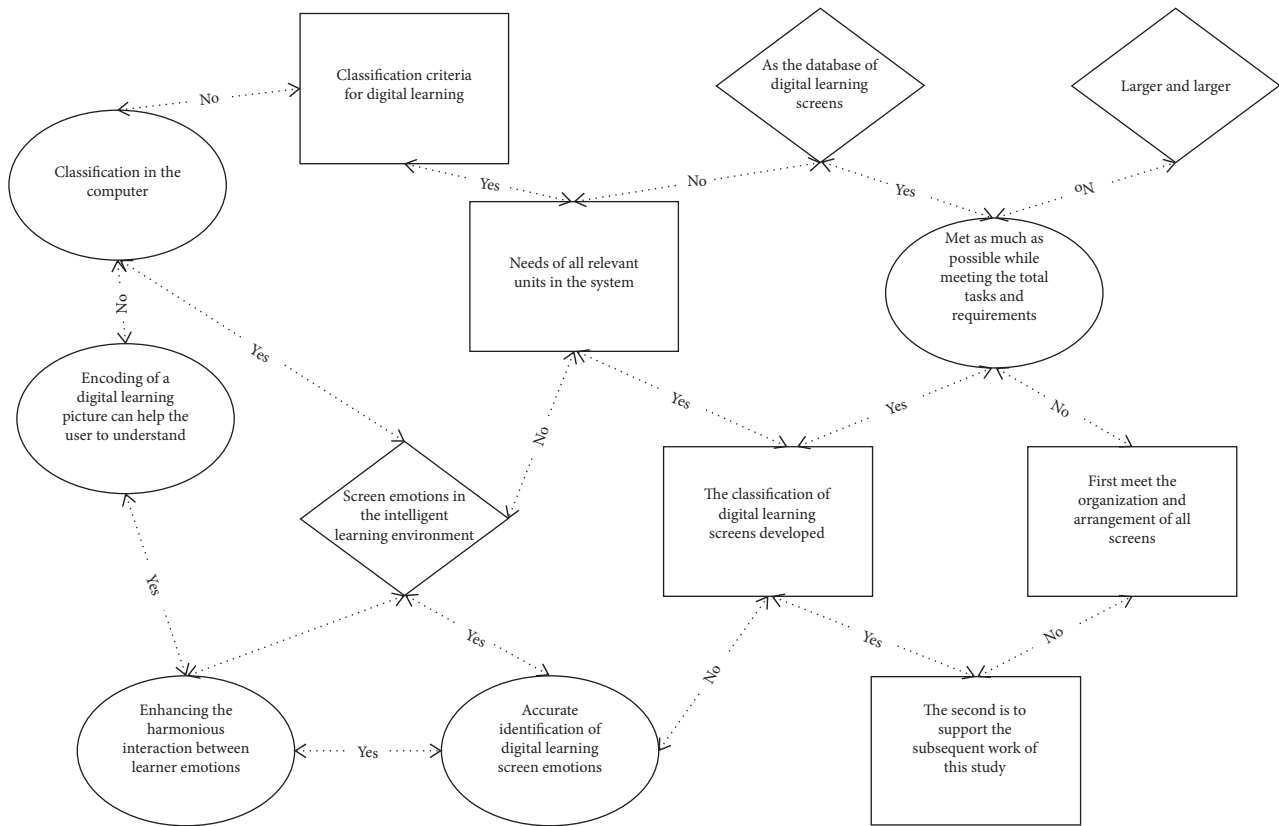 Classification criteria
for digital learning
As the database of
digital learning
screens
Larger and larger
No
Classification in the
computer
Yes
No
Yes
No
Needs of all relevant
units in the system
Met as much as
possible while
meeting the total
tasks and
requirements
No
Yes
Encoding of a
digital learning
picture can help the
user to understand
No
Yes
Yes
No
Screen emotions in
the intelligent
learning environment
The classification of
digital learning
screens developed
First meet the
organization and
arrangement of all
screens
Yes
Yes
No
Yes
No
Enhancing the
harmonious
interaction between
learner emotions
Yes
Accurate
identification of
digital learning
screen emotions
The second is to
support the
subsequent work of
this study